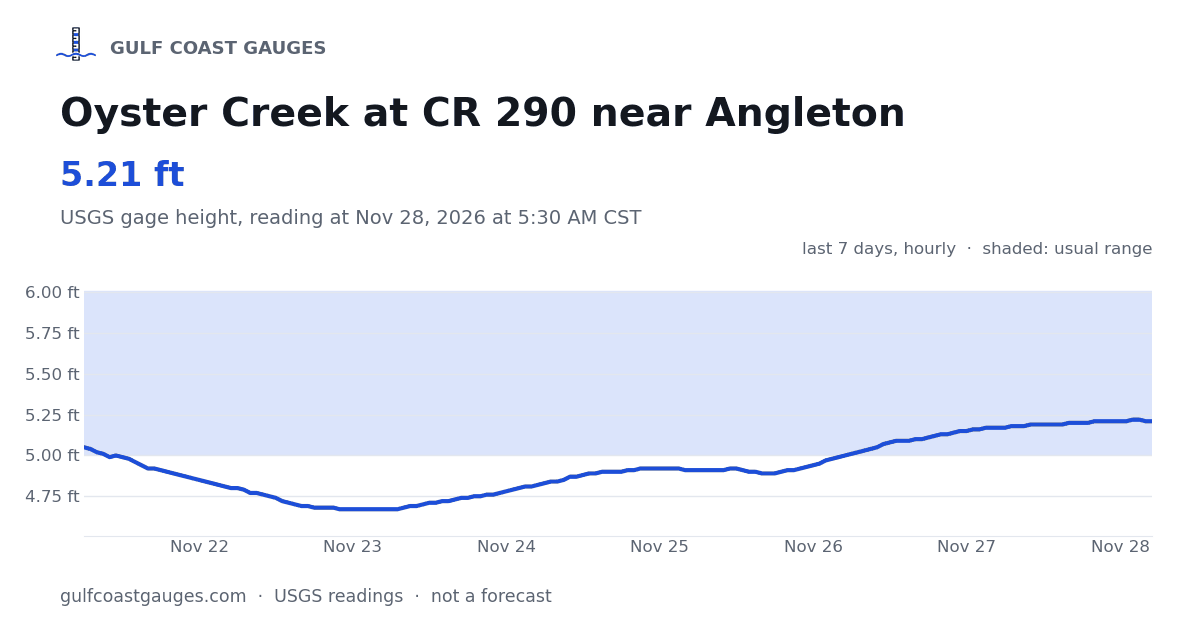 GULF COAST GAUGES
Oyster Creek at CR 290 near Angleton
5.21 ft
USGS gage height, reading at Nov 28, 2026 at 5:30 AM CST
last 7 days, hourly · shaded: usual range
6.00 ft
5.75 ft
5.50 ft
5.25 ft
5.00 ft
4.75 ft
Nov 22 Nov 23 Nov 24 Nov 25 Nov 26 Nov 27 Nov 28
gulfcoastgauges.com · USGS readings · not a forecast